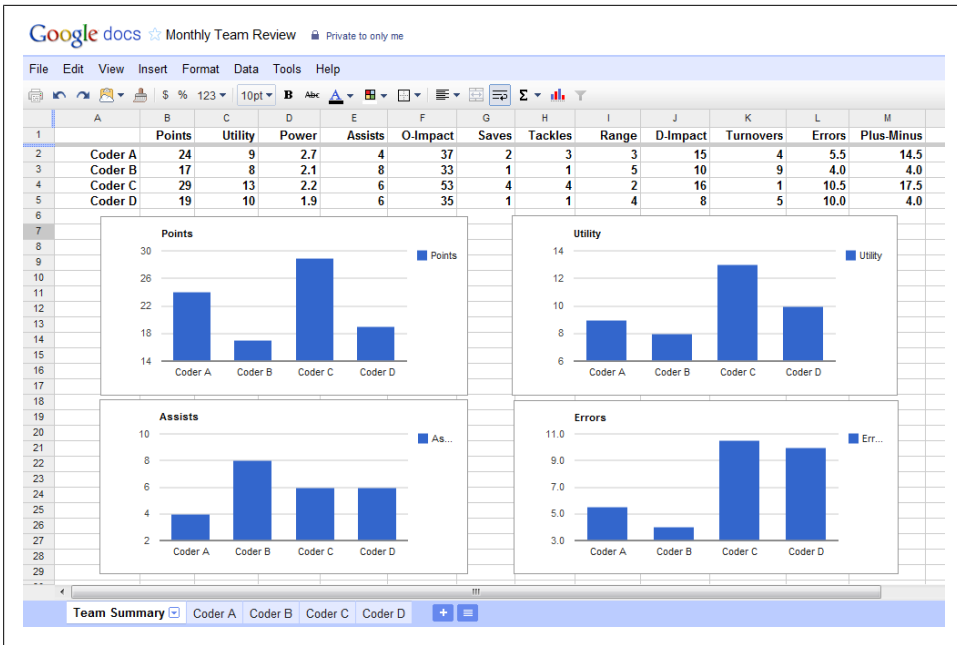 Google docs Monthly Team Review Private to only me
File Edit View Insert Format Data Tools Help
$ % 123 10pt B Abc A Σ
A B C D E F G H I J K L M
1 Points Utility Power Assists O-Impact Saves Tackles Range D-Impact Turnovers Errors Plus-Minus
2 Coder A 24 9 2.7 4 37 2 3 3 15 4 5.5 14.5
3 Coder B 17 8 2.1 8 33 1 1 5 10 9 4.0 4.0
4 Coder C 29 13 2.2 6 53 4 4 2 16 1 10.5 17.5
5 Coder D 19 10 1.9 6 35 1 1 4 8 5 10.0 4.0
6
7
8
9
10
11
12
13
14
15
16
17
18
19
20
21
22
23
24
25
26
27
28
29
Points
30
26
22
18
14
Coder A Coder B Coder C Coder D
Points
Utility
14
12
10
8
6
Coder A Coder B Coder C Coder D
Utility
Assists
10
8
6
4
2
Coder A Coder B Coder C Coder D
As...
Errors
11.0
9.0
7.0
5.0
3.0
Coder A Coder B Coder C Coder D
Err...
Team Summary Coder A Coder B Coder C Coder D